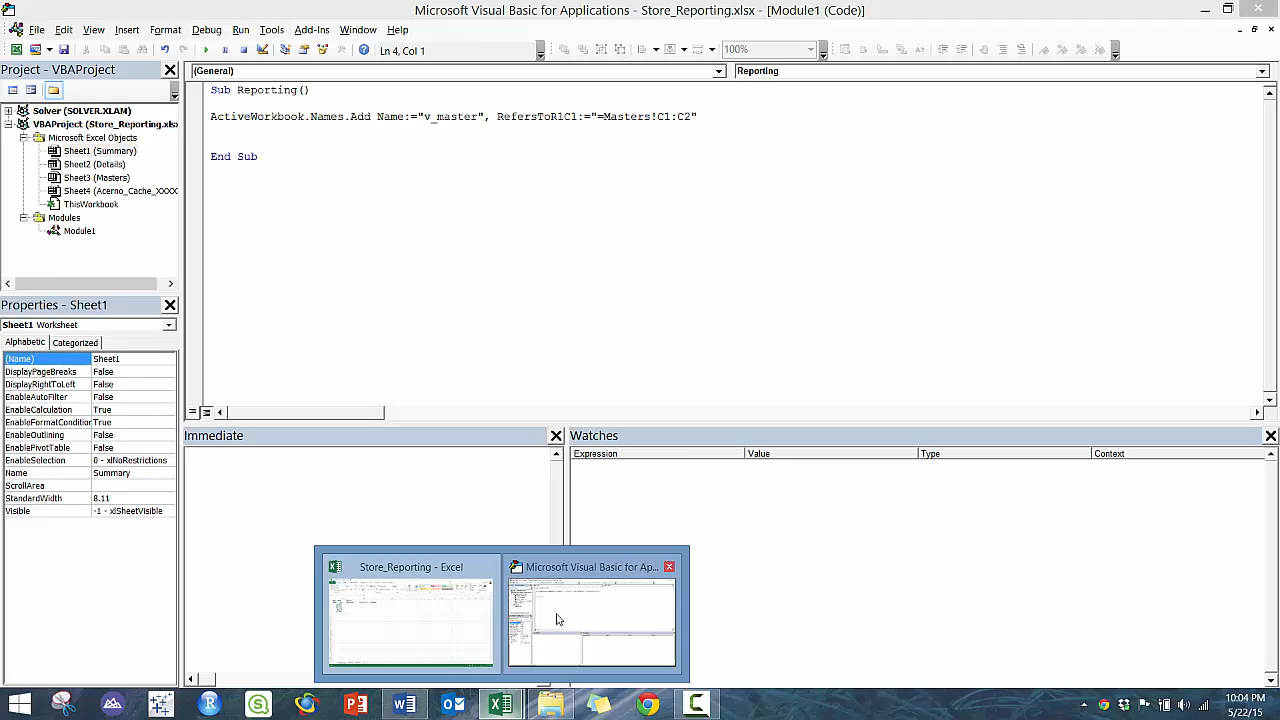 Microsoft Visual Basic for Applications - Store_Reporting.xlsx - [Module1 (Code)]
File Edit View Insert Format Debug Run Tools Add-Ins Window Help
Ln 4, Col 1
100%
Project - VBAProject
(General)
Reporting
Solver (SOLVER.XLAM)
VBAProject (Store_Reporting.xls
Microsoft Excel Objects
Sheet1 (Summary)
Sheet2 (Details)
Sheet3 (Masters)
Sheet4 (Acerno_Cache_XXXX
ThisWorkbook
Modules
Module1
Sub Reporting()
ActiveWorkbook.Names.Add Name:="v_master", RefersToR1C1:="=Masters!C1:C2"
End Sub
Properties - Sheet1
Sheet1 Worksheet
Alphabetic Categorized
(Name) Sheet1
DisplayPageBreaks False
DisplayRightToLeft False
EnableAutoFilter False
EnableCalculation True
EnableFormatCondition True
EnableOutlining False
EnablePivotTable False
EnableSelection 0 - xlNoRestrictions
Name Summary
ScrollArea
StandardWidth 8.11
Visible -1 - xlSheetVisible
Immediate
Watches
Expression Value Type Context
Store_Reporting - Excel
Microsoft Visual Basic for Ap...
10:04 PM
5/22/15